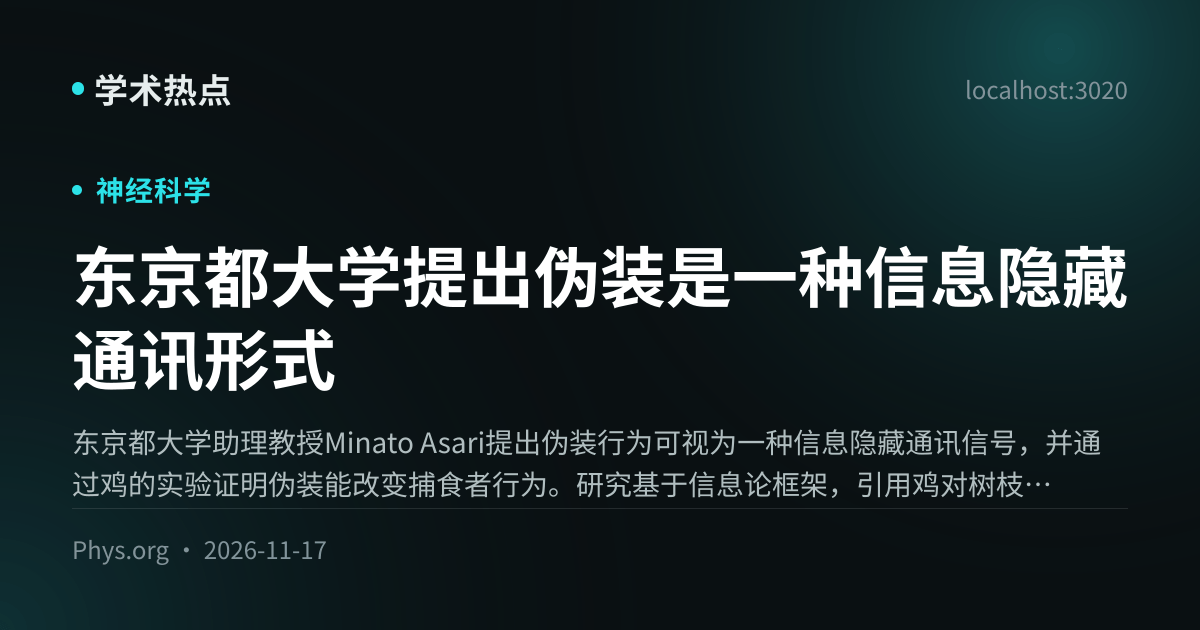 学术热点
localhost:3020
神经科学
东京都大学提出伪装是一种信息隐藏
通讯形式
东京都大学助理教授Minato Asari提出伪装行为可视为一种信息隐藏通讯信号，并通
过鸡的实验证明伪装能改变捕食者行为。研究基于信息论框架，引用鸡对树枝…
Phys.org • 2026-11-17